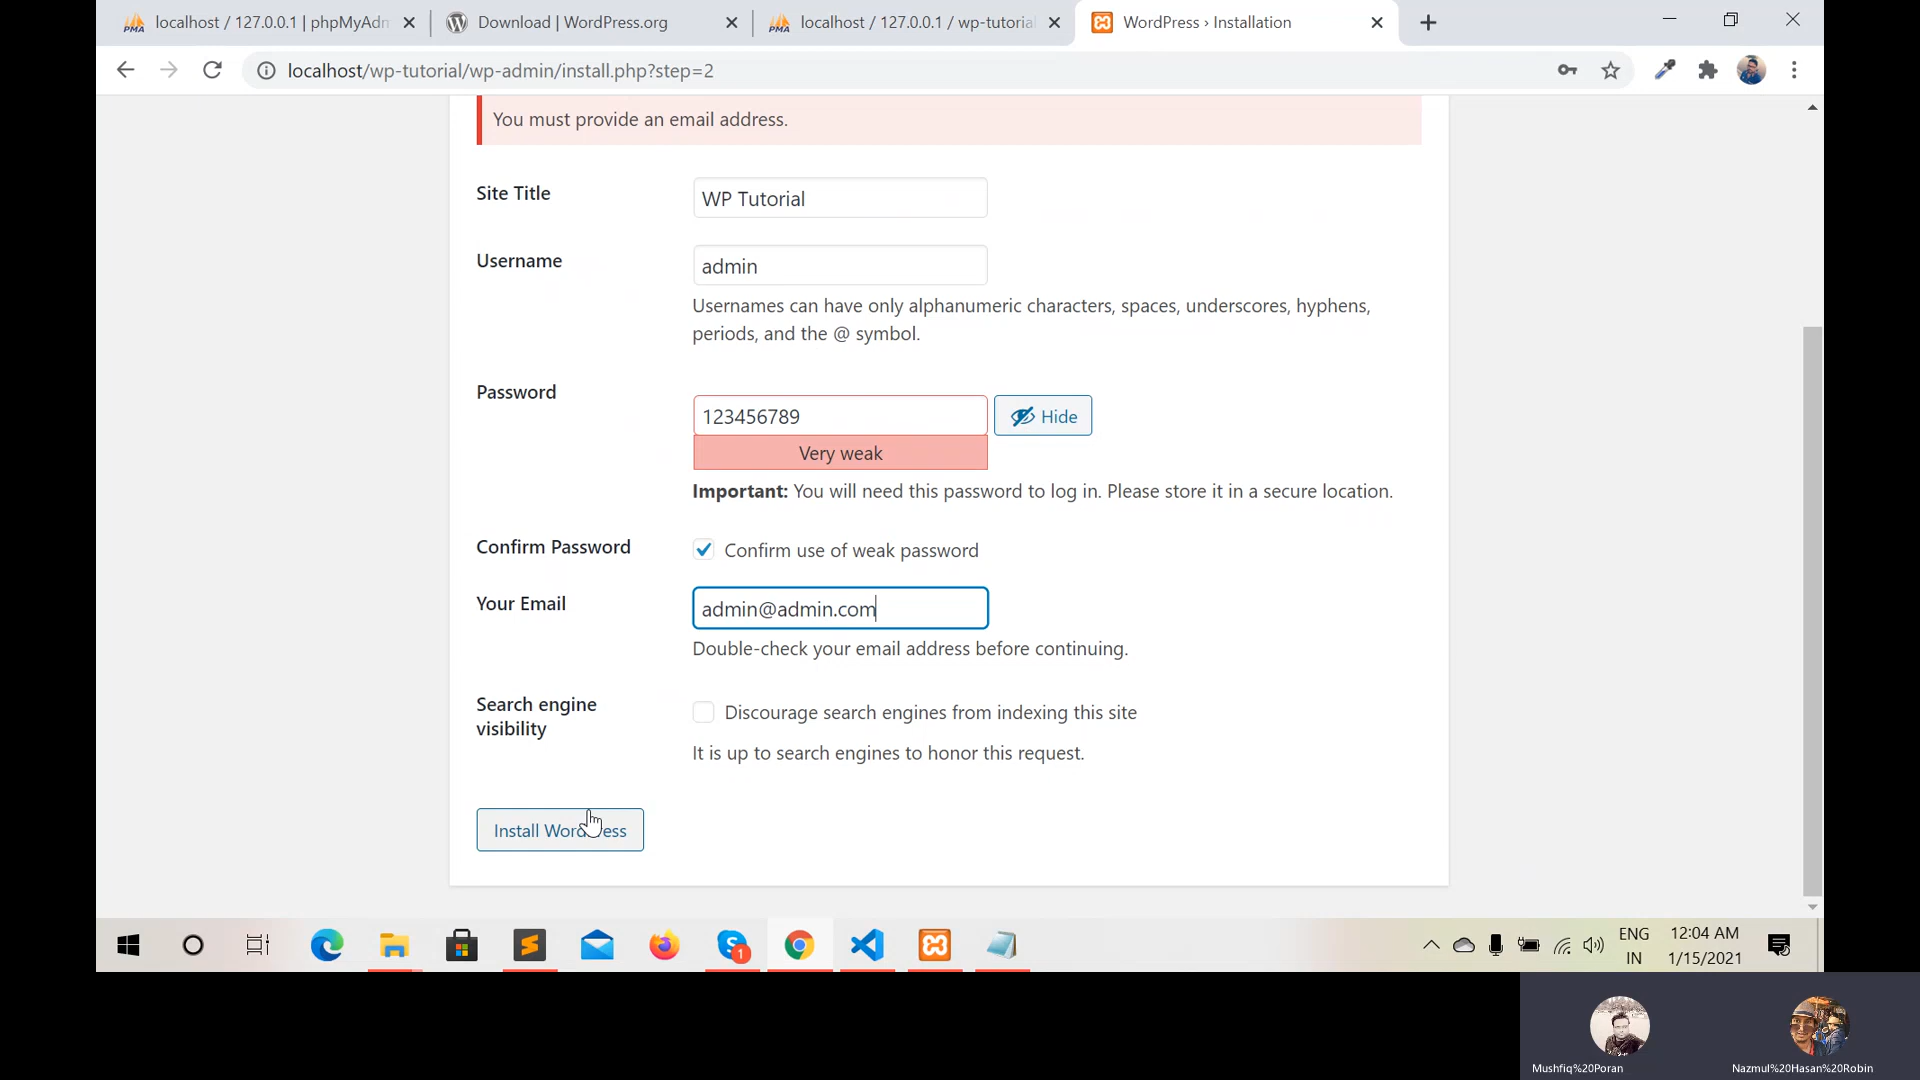 localhost / 127.0.0.1 | phpMyAdm
Download | WordPress.org
localhost / 127.0.0.1 / wp-tutorial
WordPress › Installation
localhost/wp-tutorial/wp-admin/install.php?step=2
You must provide an email address.
Site Title
WP Tutorial
Username
admin
Usernames can have only alphanumeric characters, spaces, underscores, hyphens,
periods, and the @ symbol.
Password
123456789
Hide
Very weak
Important: You will need this password to log in. Please store it in a secure location.
Confirm Password
Confirm use of weak password
Your Email
admin@admin.com
Double-check your email address before continuing.
Search engine
visibility
Discourage search engines from indexing this site
It is up to search engines to honor this request.
Install WordPress
ENG
IN
12:04 AM
1/15/2021
Mushfiq%20Poran
Nazmul%20Hasan%20Robin